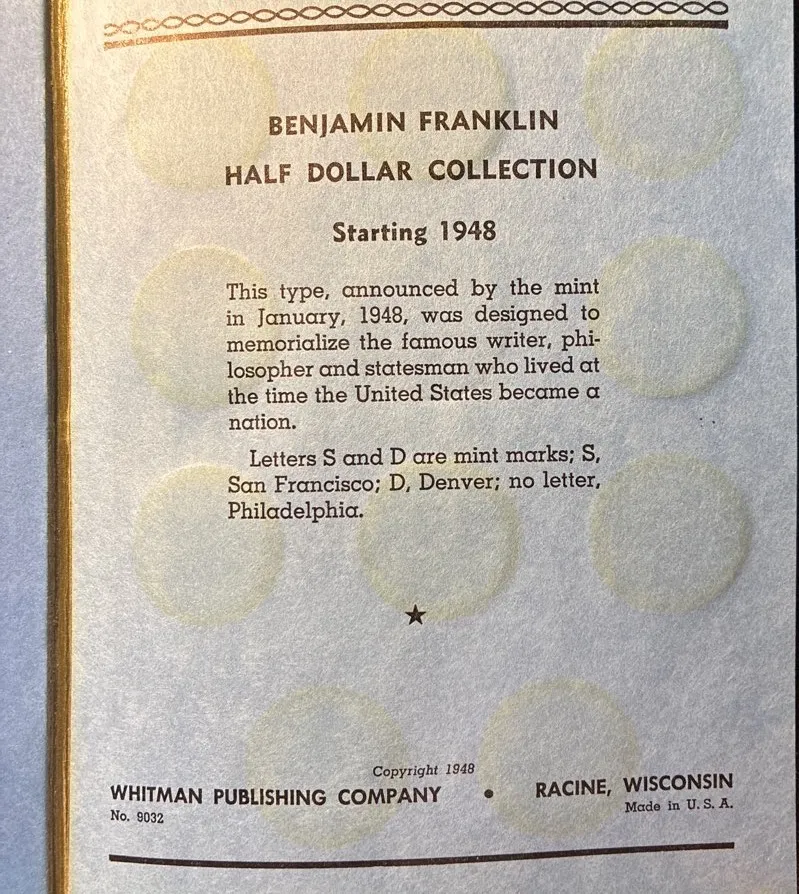 BENJAMIN FRANKLIN
HALF DOLLAR COLLECTION
Starting 1948
This type, announced by the mint
in January, 1948, was designed to
memorialize the famous writer, phi-
losopher and statesman who lived at
the time the United States became a
nation.
Letters S and D are mint marks; S,
San Francisco; D, Denver; no letter,
Philadelphia.
Copyright 1948
WHITMAN PUBLISHING COMPANY • RACINE, WISCONSIN
No. 9032 Made in U. S. A.